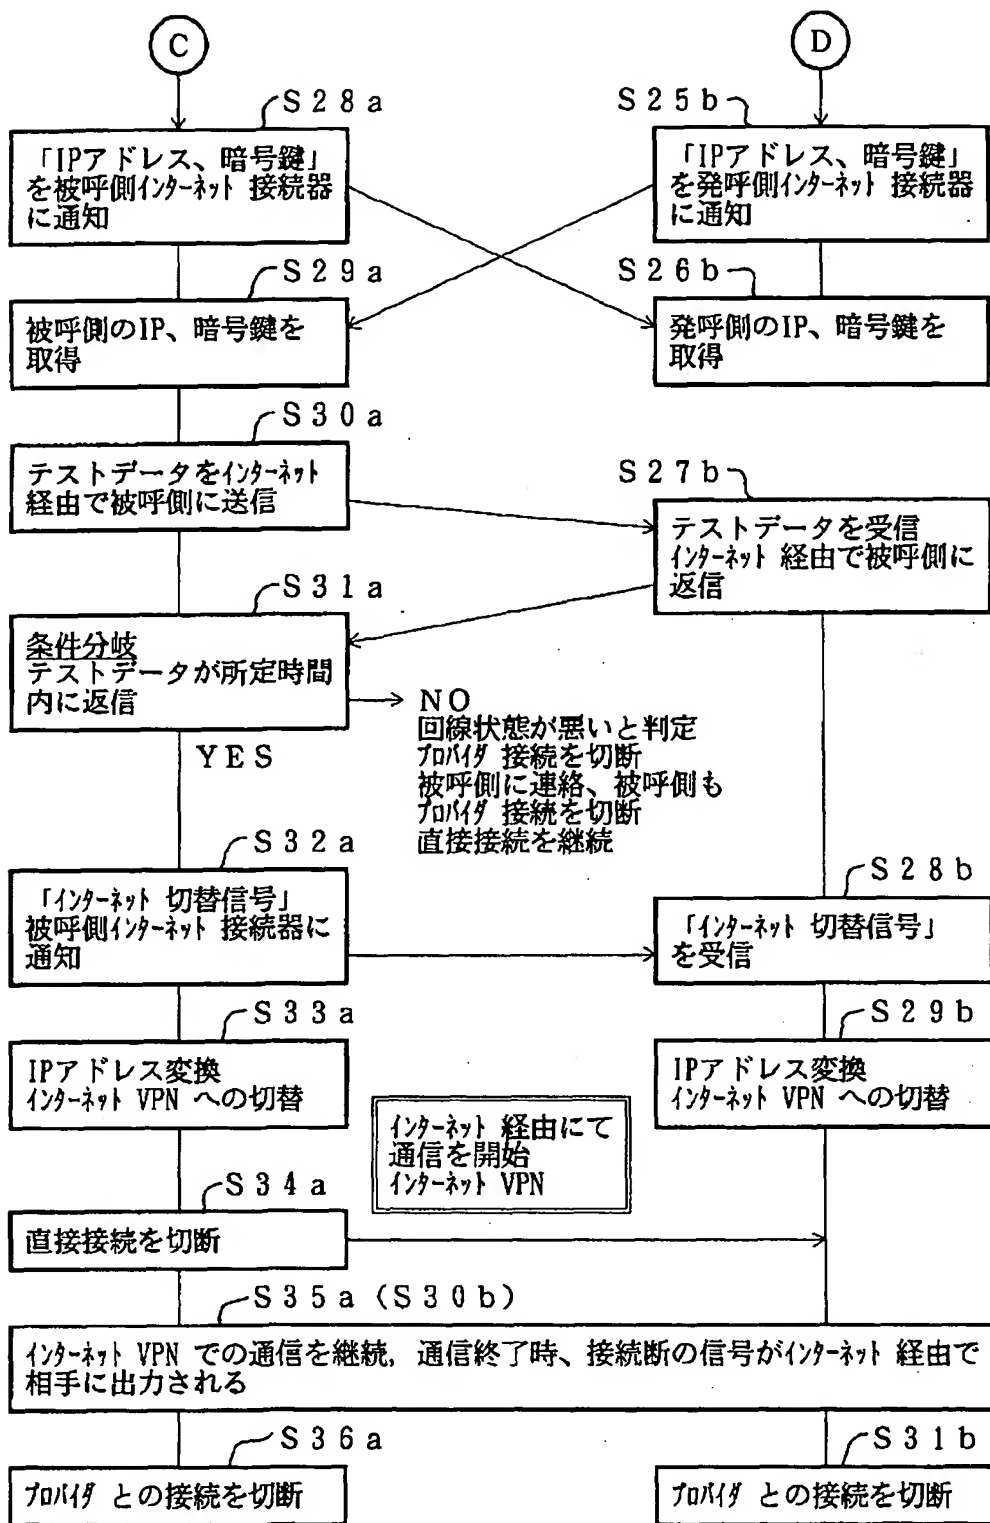 C
D
S28a
S25b
「IPアドレス、暗号鍵」
を被呼側インターネット 接続器
に通知
「IPアドレス、暗号鍵」
を発呼側インターネット 接続器
に通知
S29a
S26b
被呼側のIP、暗号鍵を
取得
発呼側のIP、暗号鍵を
取得
S30a
テストデータをインターネット
経由で被呼側に送信
S27b
テストデータを受信
インターネット 経由で被呼側に
返信
S31a
条件分岐
テストデータが所定時間
内に返信
NO
回線状態が悪いと判定
プロバイダ 接続を切断
被呼側に連絡、被呼側も
プロバイダ 接続を切断
直接接続を継続
YES
S32a
「インターネット 切替信号」
被呼側インターネット 接続器に
通知
S28b
「インターネット 切替信号」
を受信
S33a
S29b
IPアドレス変換
インターネット VPN への切替
IPアドレス変換
インターネット VPN への切替
インターネット 経由にて
通信を開始
インターネット VPN
S34a
直接接続を切断
S35a (S30b)
インターネット VPN での通信を継続, 通信終了時、接続断の信号がインターネット 経由で
相手に出力される
S36a
S31b
プロバイダ との接続を切断
プロバイダ との接続を切断